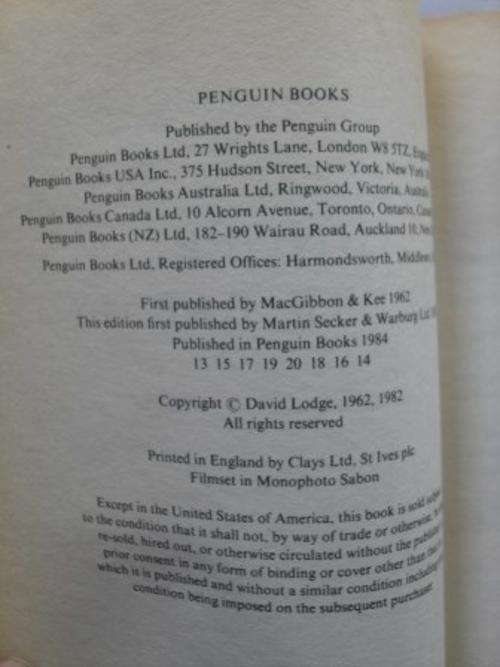 PENGUIN BOOKS
Published by the Penguin Group
Penguin Books Ltd, 27 Wrights Lane, London W8 5TZ,
Penguin Books USA Inc., 375 Hudson Street, New York, New York
Penguin Books Australia Ltd, Ringwood, Victoria,
Penguin Books Canada Ltd, 10 Alcorn Avenue, Toronto, Ontario,
Penguin Books (NZ) Ltd, 182–190 Wairau Road, Auckland 10,
Penguin Books Ltd, Registered Offices: Harmondsworth,
First published by MacGibbon & Kee 1962
This edition first published by Martin Secker & Warburg Ltd
Published in Penguin Books 1984
13 15 17 19 20 18 16 14
Copyright © David Lodge, 1962, 1982
All rights reserved
Printed in England by Clays Ltd, St Ives plc
Filmset in Monophoto Sabon
Except in the United States of America, this book is sold
to the condition that it shall not, by way of trade or otherwise,
re-sold, hired out, or otherwise circulated without the
prior consent in any form of binding or cover other than
which it is published and without a similar condition including
condition being imposed on the subsequent purchaser